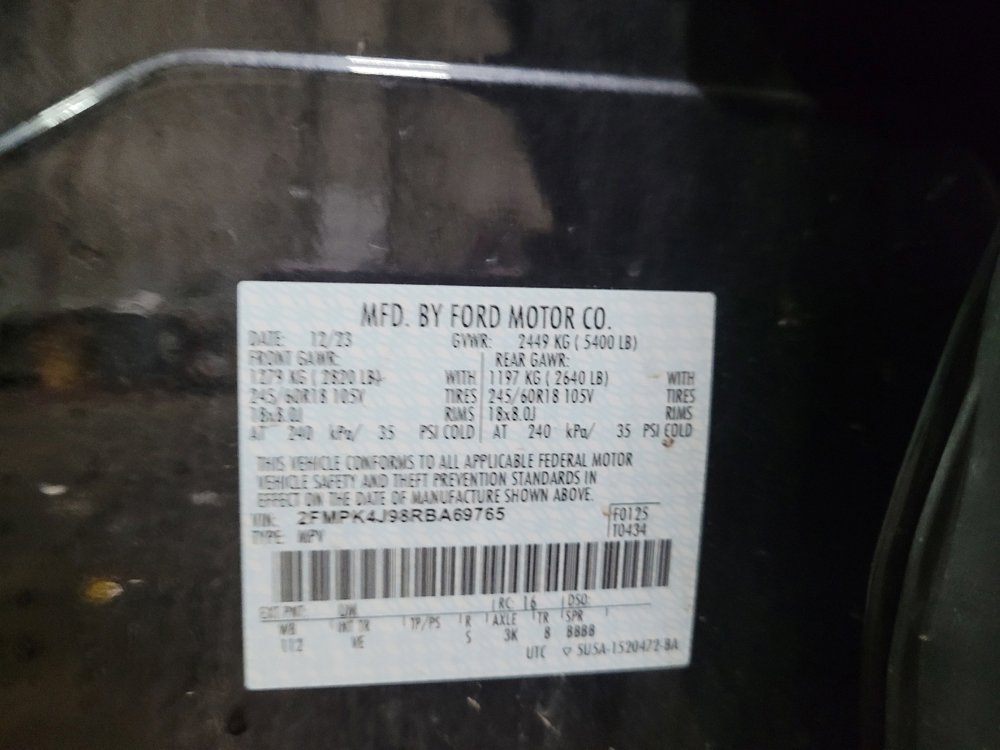 MFD. BY FORD MOTOR CO.
DATE: 12/23 GVWR: 2449 KG ( 5400 LB)
FRONT GAWR: REAR GAWR:
1279 KG ( 2820 LB) WITH 1197 KG ( 2640 LB) WITH
245/60R18 105V TIRES 245/60R18 105V TIRES
18x8.0J RIMS 18x8.0J RIMS
AT 240 kPa/ 35 PSI COLD AT 240 kPa/ 35 PSI COLD
THIS VEHICLE CONFORMS TO ALL APPLICABLE FEDERAL MOTOR
VEHICLE SAFETY AND THEFT PREVENTION STANDARDS IN
EFFECT ON THE DATE OF MANUFACTURE SHOWN ABOVE.
VIN: 2FMPK4J98RBA69765 F0125
TYPE: MPV T0434
EXT PNT: RC: 16 DSO:
WB INT TR TP/PS R AXLE TR SPR
112 VE S 3K 8 BBBB
UTC 5U5A-1520472-BA